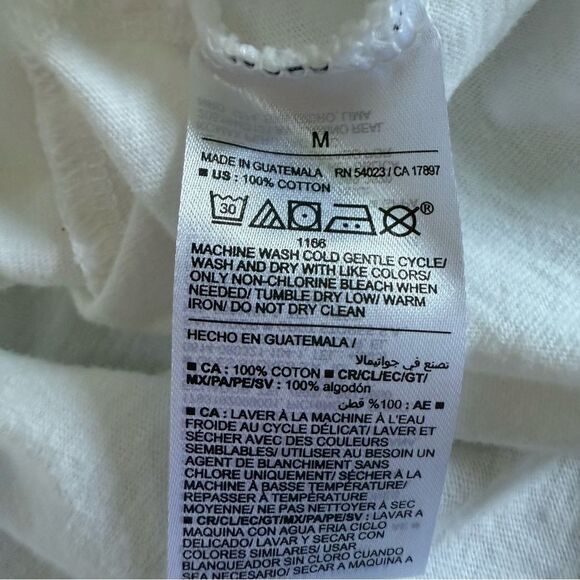 M
MADE IN GUATEMALA RN 54023 / CA 17897
■ US : 100% COTTON
30
®
1166
MACHINE WASH COLD GENTLE CYCLE/
WASH AND DRY WITH LIKE COLORS/
ONLY NON-CHLORINE BLEACH WHEN
NEEDED/ TUMBLE DRY LOW/ WARM
IRON/ DO NOT DRY CLEAN
HECHO EN GUATEMALA /
تصنع في جواتيمالا
■ CA : 100% COTON ■ CR/CL/EC/GT/
MX/PA/PE/SV : 100% algodón
■ AE : 100% قطن
■ CA : LAVER À LA MACHINE À L'EAU
FROIDE AU CYCLE DÉLICAT/ LAVER ET
SÉCHER AVEC DES COULEURS
SEMBLABLES/ UTILISER AU BESOIN UN
AGENT DE BLANCHIMENT SANS
CHLORE UNIQUEMENT/ SÉCHER À LA
MACHINE À BASSE TEMPÉRATURE/
REPASSER À TEMPÉRATURE
MOYENNE/ NE PAS NETTOYER À SEC
■ CR/CL/EC/GT/MX/PA/PE/SV : LAVAR A
MAQUINA CON AGUA FRIA CICLO
DELICADO/ LAVAR Y SECAR CON
COLORES SIMILARES/ USAR
BLANQUEADOR SIN CLORO CUANDO
SEA NECESARIO/ SECAR A MAQUINA